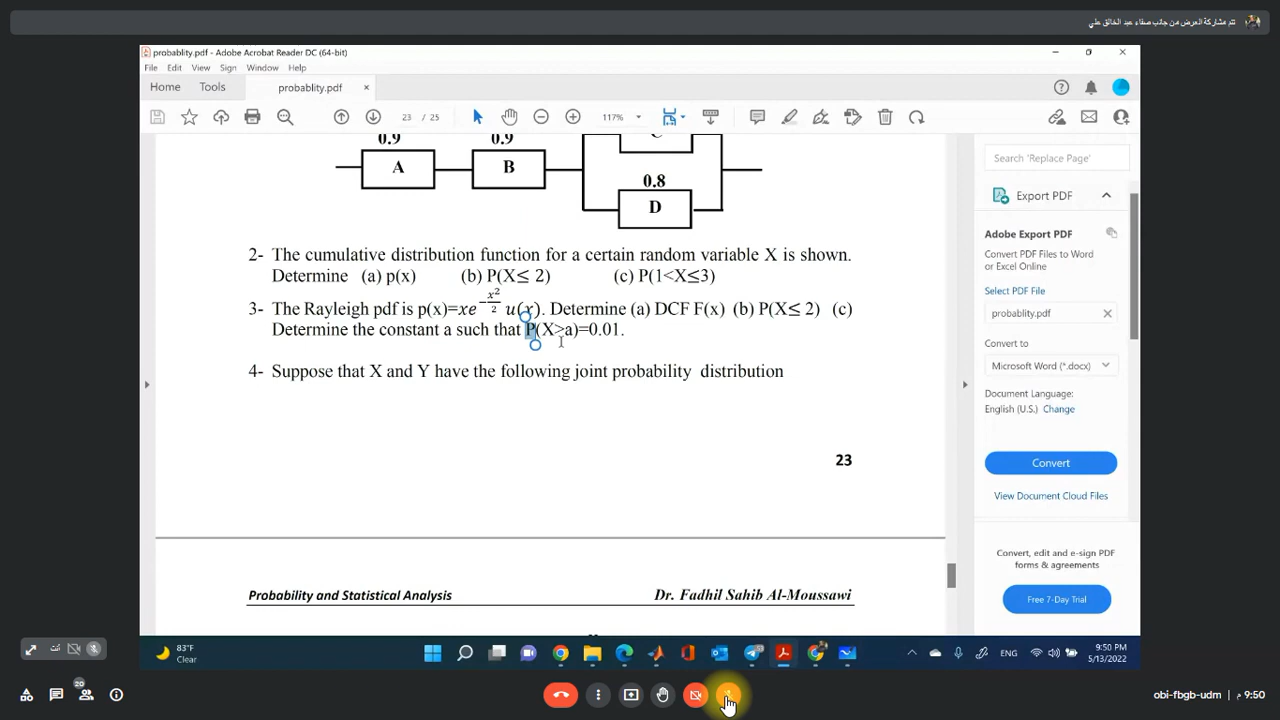 تتم مشاركة العرض من جانب صفاء عبد الخالق علي
probablity.pdf - Adobe Acrobat Reader DC (64-bit)
File Edit View Sign Window Help
Home Tools probablity.pdf ×
23 / 25 117%
0.9 0.9
A B
0.8
D
2- The cumulative distribution function for a certain random variable X is shown.
Determine (a) p(x) (b) P(X≤ 2) (c) P(1<X≤3)
3- The Rayleigh pdf is p(x)=xe^{-x²/2} u(x). Determine (a) DCF F(x) (b) P(X≤ 2) (c)
Determine the constant a such that P(X>a)=0.01.
4- Suppose that X and Y have the following joint probability distribution
23
Probability and Statistical Analysis Dr. Fadhil Sahib Al-Moussawi
Search 'Replace Page'
Export PDF
Adobe Export PDF
Convert PDF Files to Word
or Excel Online
Select PDF File
probablity.pdf ×
Convert to
Microsoft Word (*.docx)
Document Language:
English (U.S.) Change
Convert
View Document Cloud Files
Convert, edit and e-sign PDF
forms & agreements
Free 7-Day Trial
83°F
Clear
ENG
9:50 PM
5/13/2022
أنت
20
obi-fbgb-udm | 9:50 م